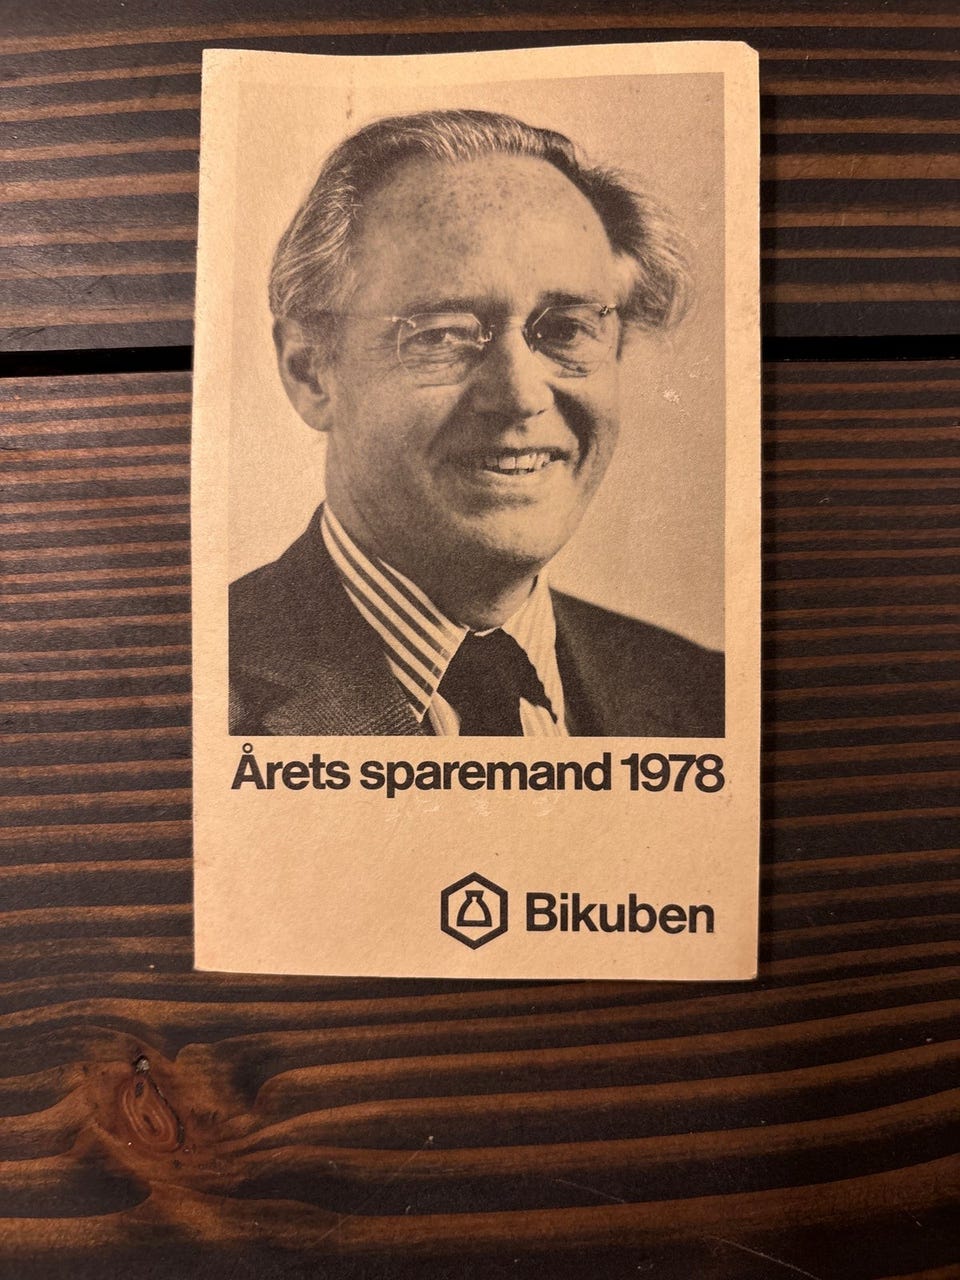 Årets sparemand 1978
Bikuben